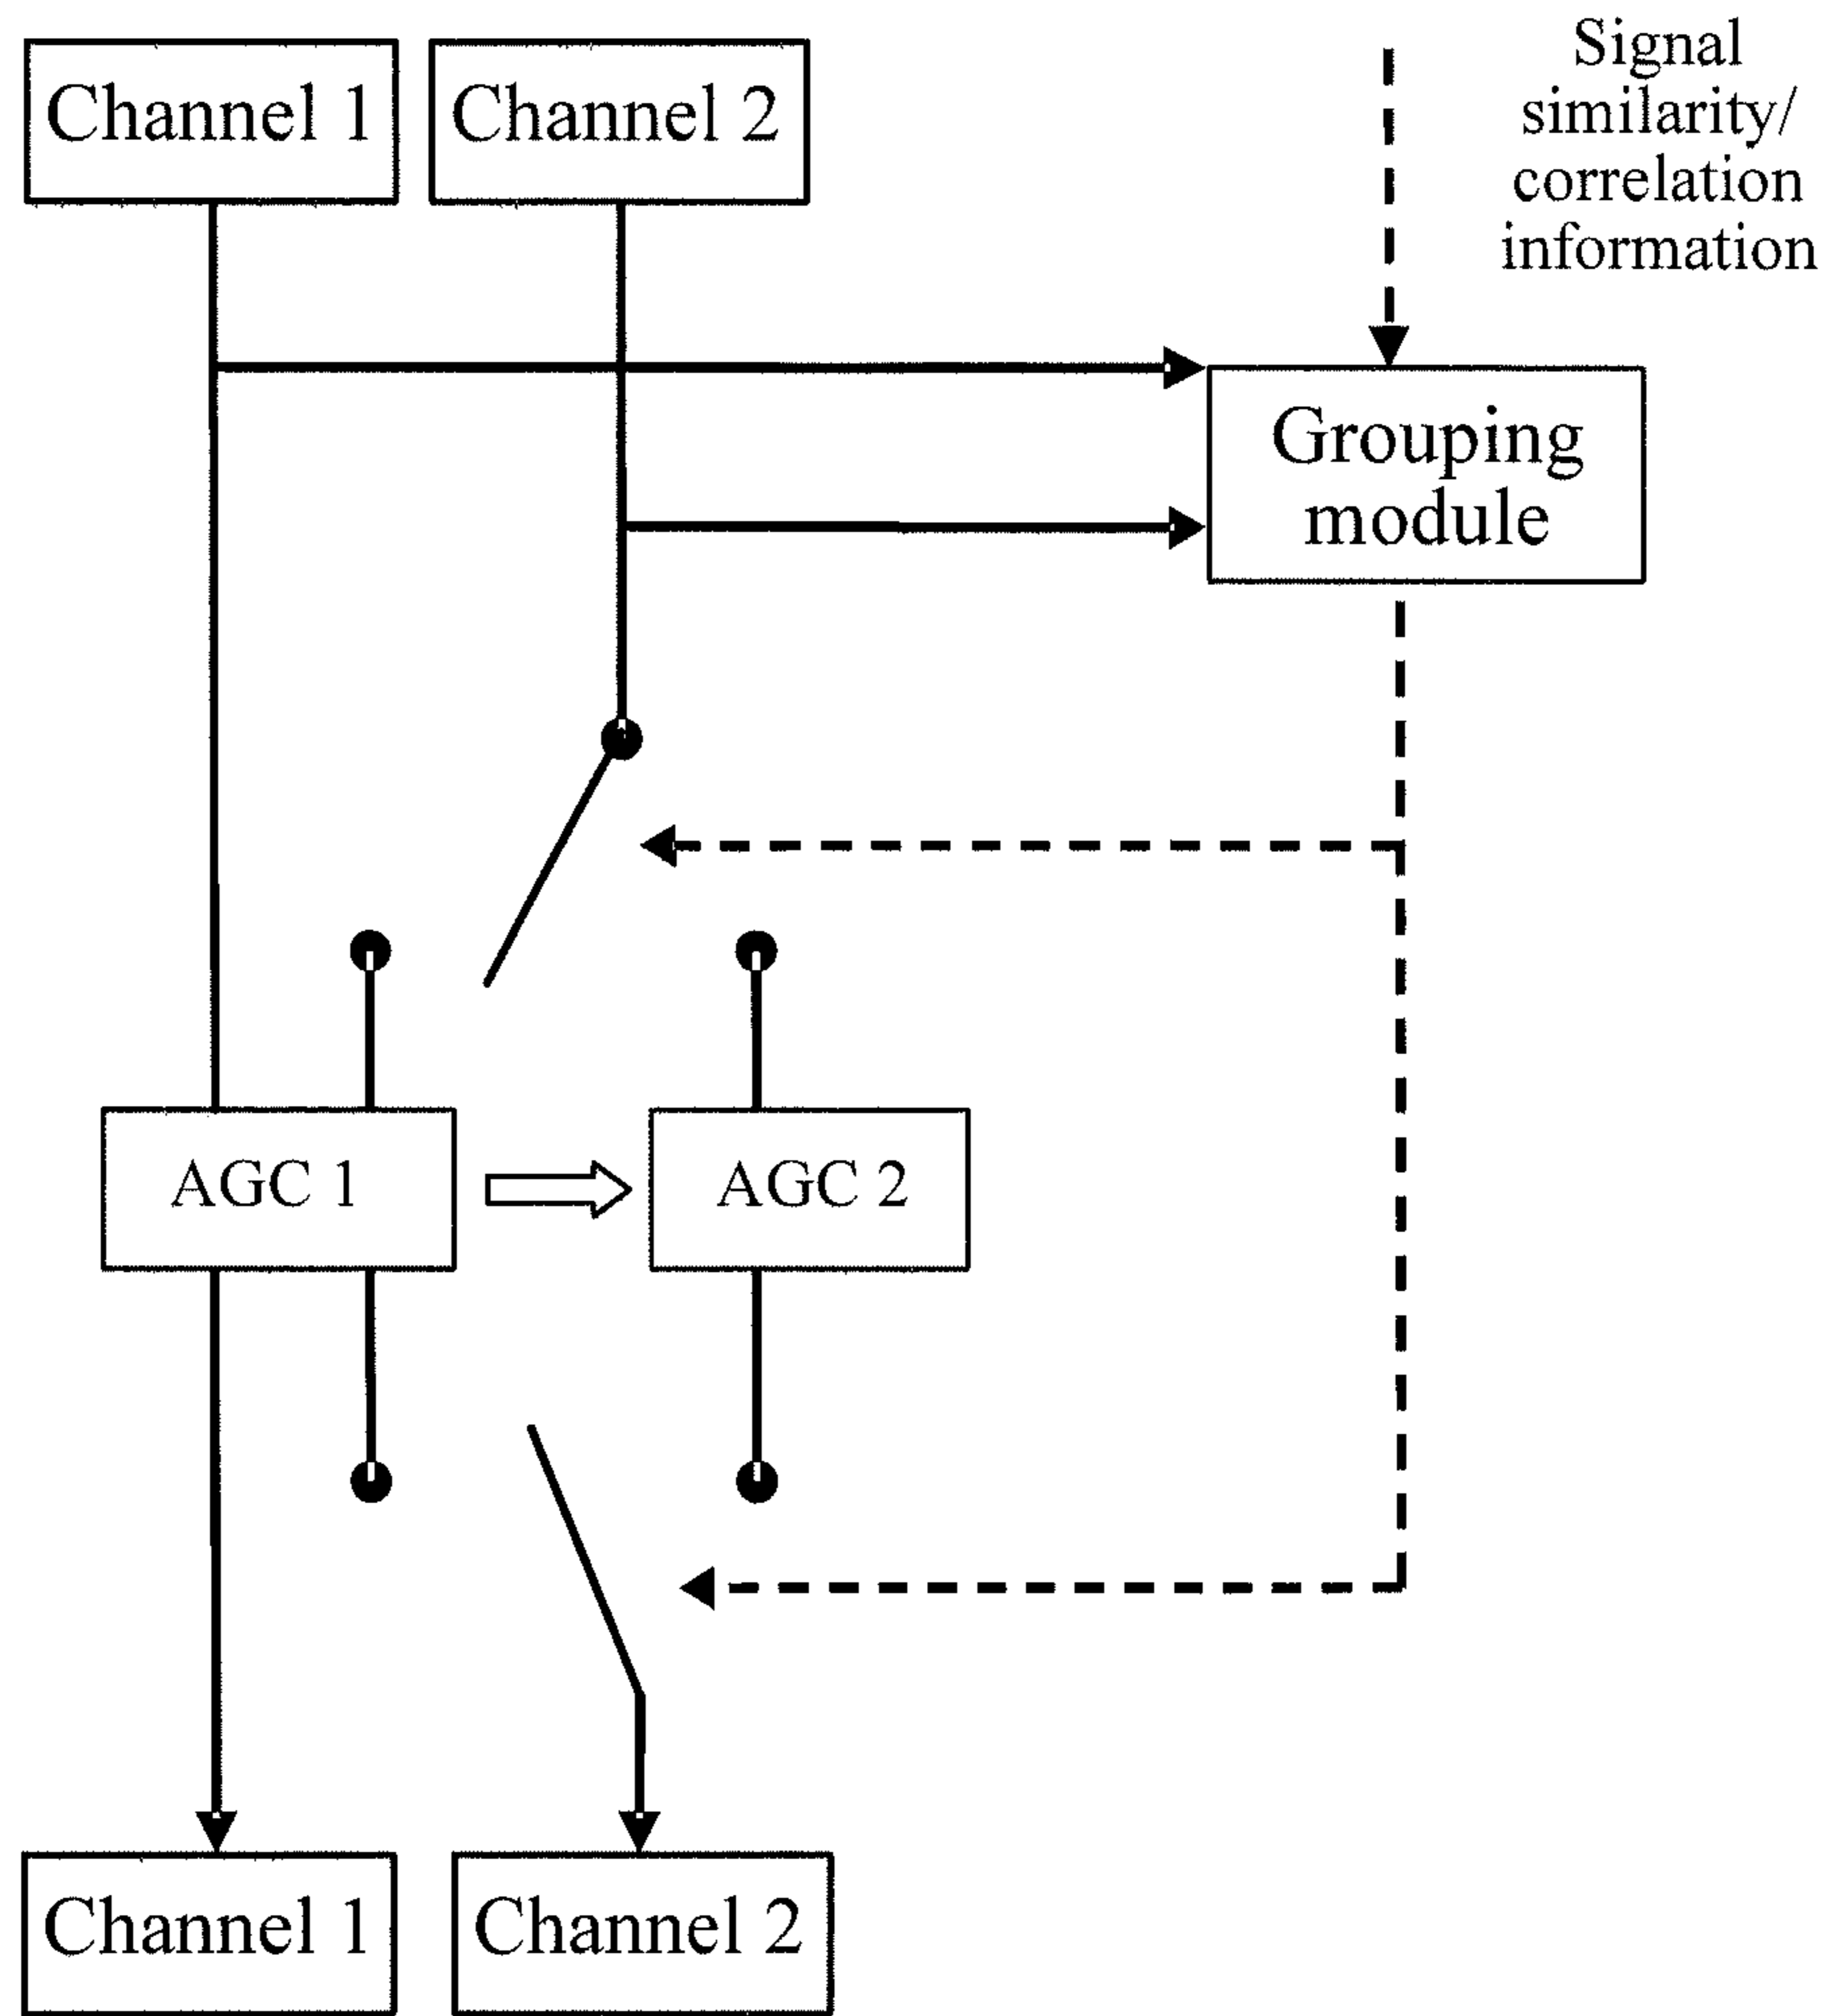 Channel 1
Channel 2
Signal
similarity/
correlation
information
Grouping
module
AGC 1
AGC 2
Channel 1
Channel 2